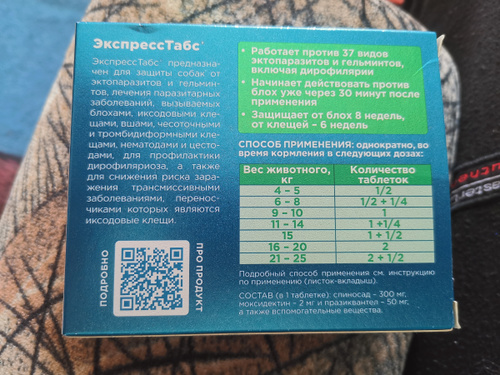 ЭкспрессТабс®
ЭкспрессТабс® предназна-
чен для защиты собак от
эктопаразитов и гельмин-
тов, лечения паразитарных
заболеваний, вызываемых
блохами, иксодовыми кле-
щами, вшами, чесоточными
и тромбидиформными кле-
щами, нематодами и цесто-
дами, для профилактики
дирофиляриоза, а также
для снижения риска зара-
жения трансмиссивными
заболеваниями, перенос-
чиками которых являются
иксодовые клещи.
ПОДРОБНО
ПРО ПРОДУКТ
• Работает против 37 видов
эктопаразитов и гельминтов,
включая дирофилярии
• Начинает действовать против
блох уже через 30 минут после
применения
• Защищает от блох 8 недель,
от клещей – 6 недель
СПОСОБ ПРИМЕНЕНИЯ: однократно, во
время кормления в следующих дозах:
Вес животного, кг Количество таблеток
4 – 5 1/2
6 – 8 1/2 + 1/4
9 – 10 1
11 – 14 1 +1/4
15 1 + 1/2
16 – 20 2
21 – 25 2 + 1/2
Подробный способ применения см. инструкцию
по применению (листок-вкладыш).
СОСТАВ (в 1 таблетке): спиносад – 300 мг,
моксидектин – 2 мг и празиквантел – 50 мг,
а также вспомогательные вещества.